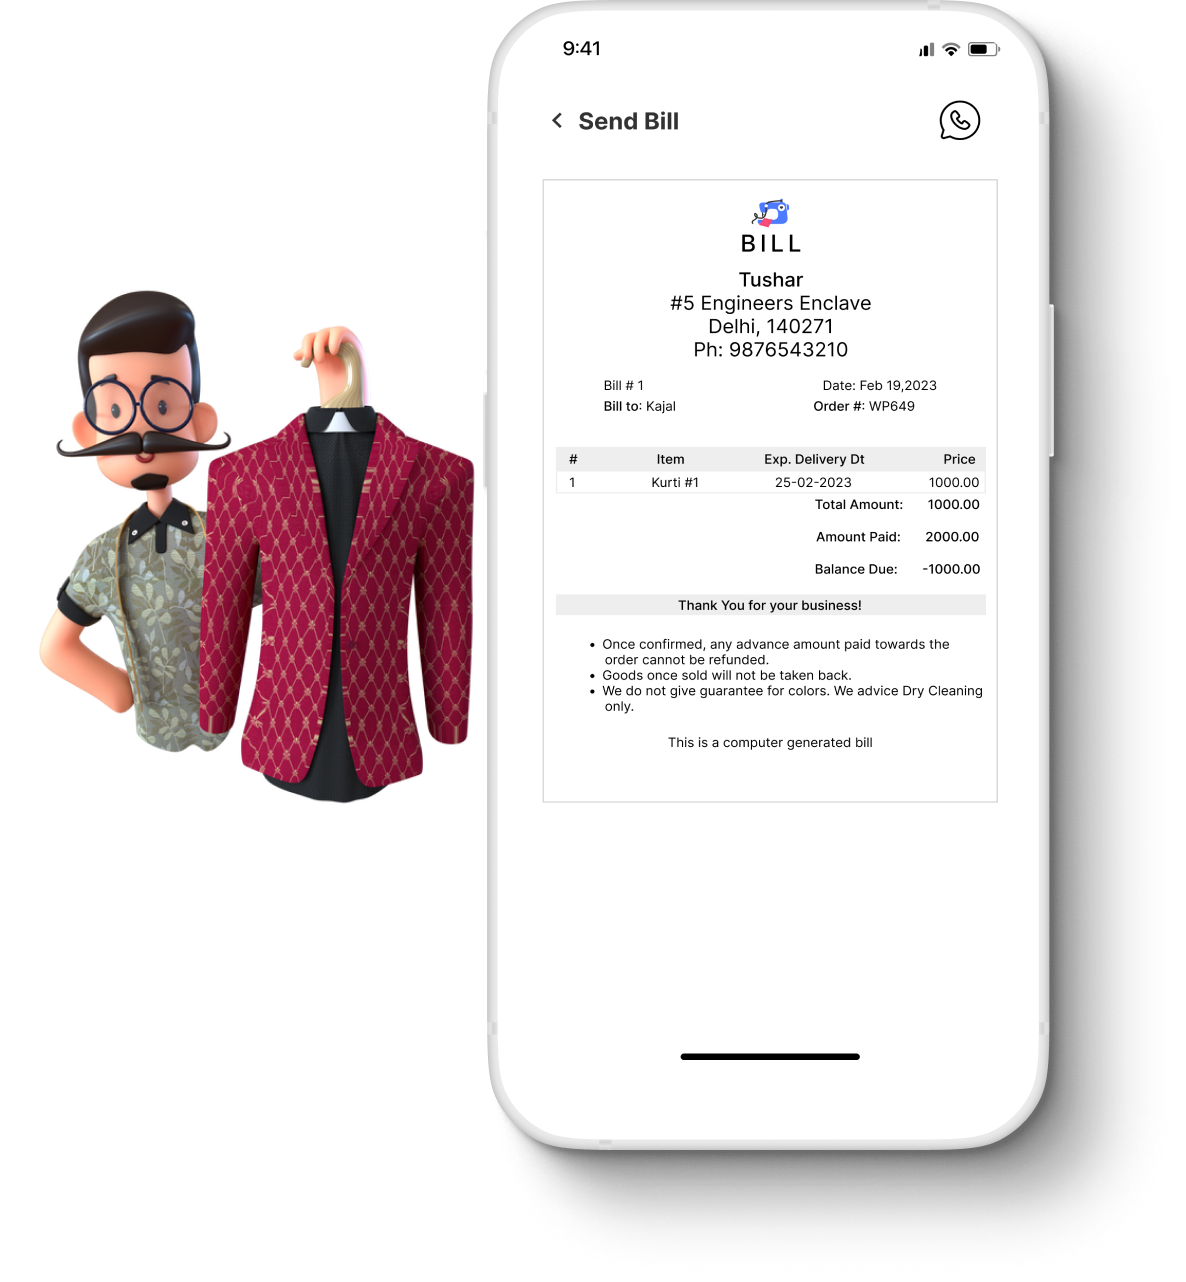 9:41
Send Bill
BILL
Tushar
#5 Engineers Enclave
Delhi, 140271
Ph: 9876543210
Bill # 1 Date: Feb 19,2023
Bill to: Kajal Order #: WP649
# Item Exp. Delivery Dt Price
1 Kurti #1 25-02-2023 1000.00
Total Amount: 1000.00
Amount Paid: 2000.00
Balance Due: -1000.00
Thank You for your business!
• Once confirmed, any advance amount paid towards the
order cannot be refunded.
• Goods once sold will not be taken back.
• We do not give guarantee for colors. We advice Dry Cleaning
only.
This is a computer generated bill